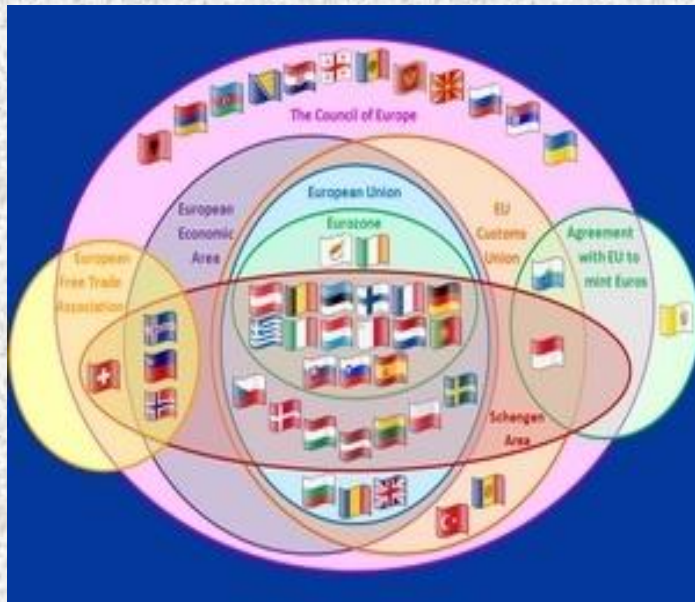 The Council of Europe
European Union
European
Economic
Area
EU
Customs
Union
Eurozone
European
Free Trade
Association
Agreement
with EU to
mint Euros
Schengen
Area